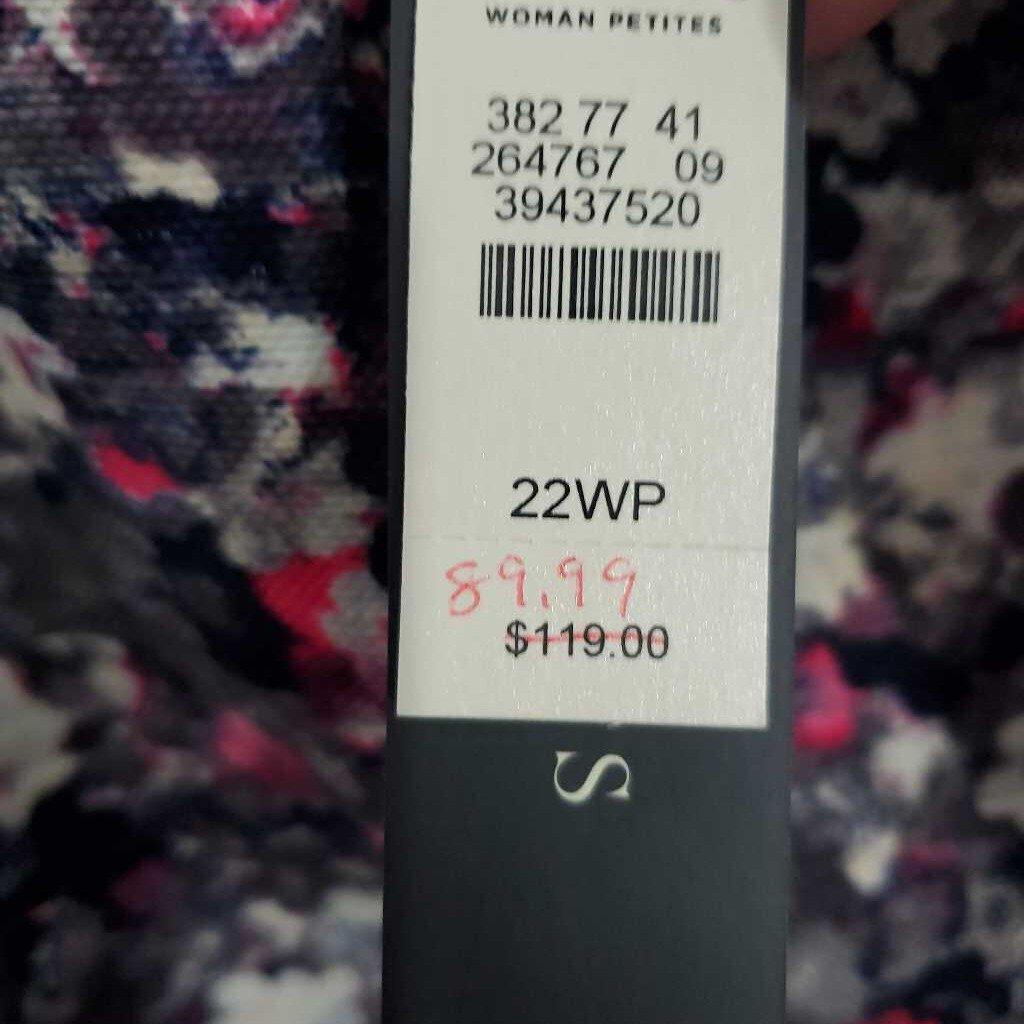 WOMAN PETITES
382 77 41
264767 09
39437520
22WP
89.99
$119.00
S